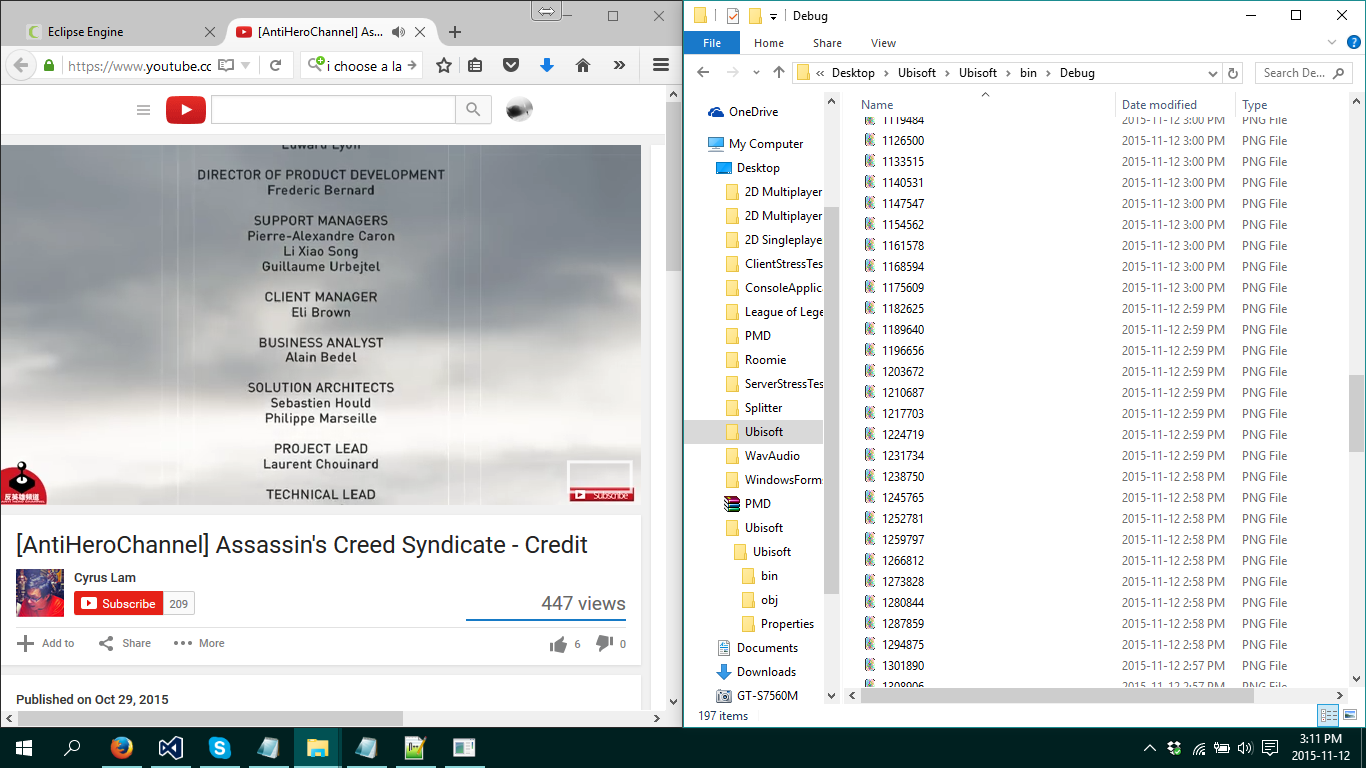 Eclipse Engine
[AntiHeroChannel] As...
https://www.youtube.cc
i choose a la
Edward Lyon
DIRECTOR OF PRODUCT DEVELOPMENT
Frederic Bernard
SUPPORT MANAGERS
Pierre-Alexandre Caron
Li Xiao Song
Guillaume Urbejtel
CLIENT MANAGER
Eli Brown
BUSINESS ANALYST
Alain Bedel
SOLUTION ARCHITECTS
Sebastien Hould
Philippe Marseille
PROJECT LEAD
Laurent Chouinard
TECHNICAL LEAD
反英雄頻道
Subscribe
[AntiHeroChannel] Assassin's Creed Syndicate - Credit
Cyrus Lam
Subscribe 209
447 views
Add to Share More 6 0
Published on Oct 29, 2015
Debug
File Home Share View
« Desktop › Ubisoft › Ubisoft › bin › Debug
Search De...
OneDrive
My Computer
Desktop
2D Multiplayer
2D Multiplayer
2D Singleplaye
ClientStressTes
ConsoleApplic
League of Lege
PMD
Roomie
ServerStressTes
Splitter
Ubisoft
WavAudio
WindowsForm
PMD
Ubisoft
Ubisoft
bin
obj
Properties
Documents
Downloads
GT-S7560M
Name Date modified Type
1119484 2015-11-12 3:00 PM PNG File
1126500 2015-11-12 3:00 PM PNG File
1133515 2015-11-12 3:00 PM PNG File
1140531 2015-11-12 3:00 PM PNG File
1147547 2015-11-12 3:00 PM PNG File
1154562 2015-11-12 3:00 PM PNG File
1161578 2015-11-12 3:00 PM PNG File
1168594 2015-11-12 3:00 PM PNG File
1175609 2015-11-12 3:00 PM PNG File
1182625 2015-11-12 2:59 PM PNG File
1189640 2015-11-12 2:59 PM PNG File
1196656 2015-11-12 2:59 PM PNG File
1203672 2015-11-12 2:59 PM PNG File
1210687 2015-11-12 2:59 PM PNG File
1217703 2015-11-12 2:59 PM PNG File
1224719 2015-11-12 2:59 PM PNG File
1231734 2015-11-12 2:59 PM PNG File
1238750 2015-11-12 2:58 PM PNG File
1245765 2015-11-12 2:58 PM PNG File
1252781 2015-11-12 2:58 PM PNG File
1259797 2015-11-12 2:58 PM PNG File
1266812 2015-11-12 2:58 PM PNG File
1273828 2015-11-12 2:58 PM PNG File
1280844 2015-11-12 2:58 PM PNG File
1287859 2015-11-12 2:58 PM PNG File
1294875 2015-11-12 2:58 PM PNG File
1301890 2015-11-12 2:57 PM PNG File
1308906 2015-11-12 2:57 PM PNG File
197 items
3:11 PM
2015-11-12